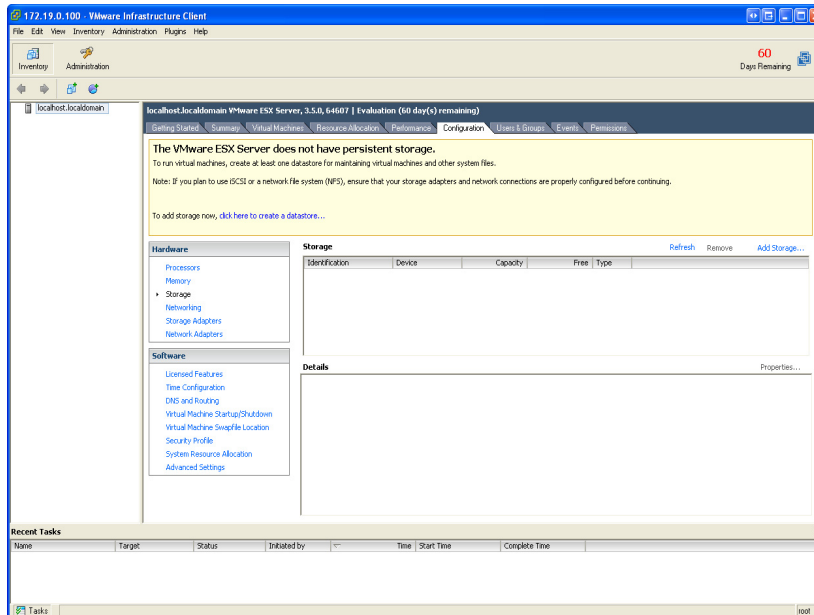 172.19.0.100 - VMware Infrastructure Client
File Edit View Inventory Administration Plugins Help
Inventory Administration
60
Days Remaining
localhost.localdomain
localhost.localdomain VMware ESX Server, 3.5.0, 64607 | Evaluation (60 day(s) remaining)
Getting Started Summary Virtual Machines Resource Allocation Performance Configuration Users & Groups Events Permissions
The VMware ESX Server does not have persistent storage.
To run virtual machines, create at least one datastore for maintaining virtual machines and other system files.
Note: If you plan to use iSCSI or a network file system (NFS), ensure that your storage adapters and network connections are properly configured before continuing.
To add storage now, click here to create a datastore...
Hardware
Processors
Memory
Storage
Networking
Storage Adapters
Network Adapters
Software
Licensed Features
Time Configuration
DNS and Routing
Virtual Machine Startup/Shutdown
Virtual Machine Swapfile Location
Security Profile
System Resource Allocation
Advanced Settings
Storage Refresh Remove Add Storage...
Identification Device Capacity Free Type
Details Properties...
Recent Tasks
Name Target Status Initiated by Time Start Time Complete Time
Tasks root